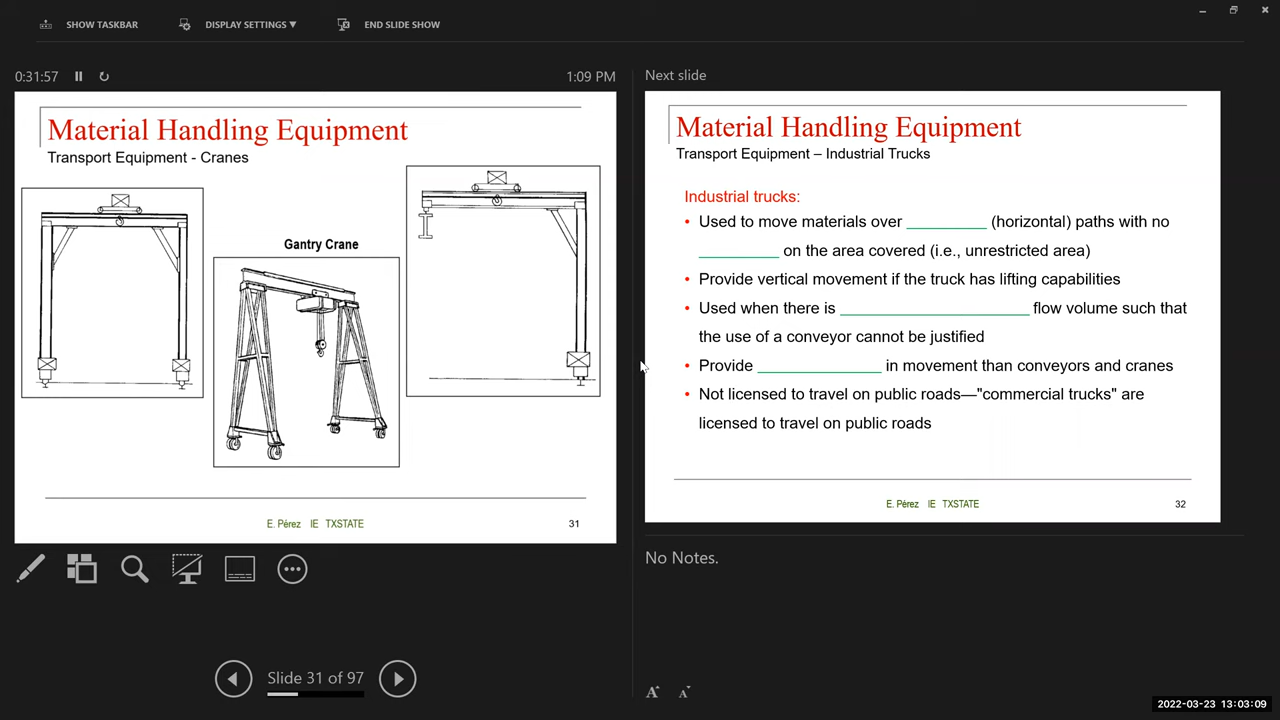 SHOW TASKBAR DISPLAY SETTINGS ▼ END SLIDE SHOW
0:31:57 1:09 PM
Material Handling Equipment
Transport Equipment - Cranes
Gantry Crane
E. Pérez IE TXSTATE 31
Slide 31 of 97
Next slide
Material Handling Equipment
Transport Equipment – Industrial Trucks
Industrial trucks:
• Used to move materials over __________ (horizontal) paths with no
__________ on the area covered (i.e., unrestricted area)
• Provide vertical movement if the truck has lifting capabilities
• Used when there is ________________________ flow volume such that
the use of a conveyor cannot be justified
• Provide ________________ in movement than conveyors and cranes
• Not licensed to travel on public roads—"commercial trucks" are
licensed to travel on public roads
E. Pérez IE TXSTATE 32
No Notes.
A A
2022-03-23 13:03:09